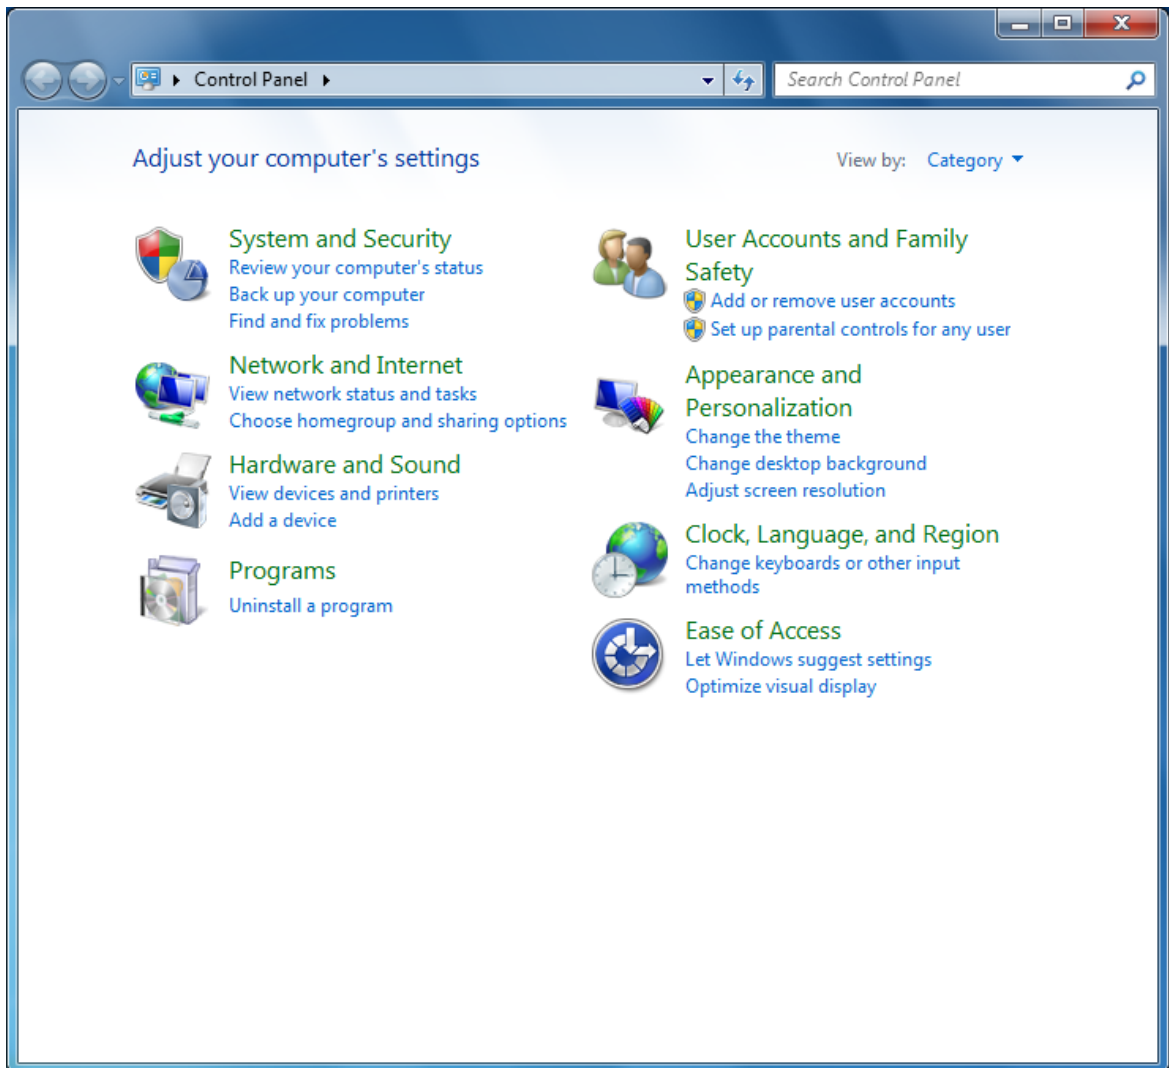 Control Panel
Search Control Panel
Adjust your computer's settings
View by: Category
System and Security
Review your computer's status
Back up your computer
Find and fix problems
Network and Internet
View network status and tasks
Choose homegroup and sharing options
Hardware and Sound
View devices and printers
Add a device
Programs
Uninstall a program
User Accounts and Family
Safety
Add or remove user accounts
Set up parental controls for any user
Appearance and
Personalization
Change the theme
Change desktop background
Adjust screen resolution
Clock, Language, and Region
Change keyboards or other input
methods
Ease of Access
Let Windows suggest settings
Optimize visual display